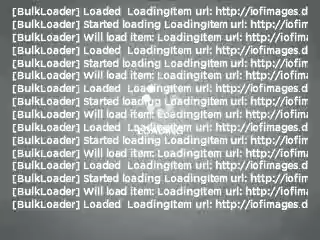 [BulkLoader] Loaded LoadingItem url: http://iofimages.d
[BulkLoader] Started loading LoadingItem url: http://iofin
[BulkLoader] Will load item: LoadingItem url: http://iofima
[BulkLoader] Loaded LoadingItem url: http://iofimages.d
[BulkLoader] Started loading LoadingItem url: http://iofin
[BulkLoader] Will load item: LoadingItem url: http://iofima
[BulkLoader] Loaded LoadingItem url: http://iofimages.d
[BulkLoader] Started loading LoadingItem url: http://iofim
[BulkLoader] Will load item: LoadingItem url: http://iofima
[BulkLoader] Loaded LoadingItem url: http://iofimages.d
LOADING
[BulkLoader] Started loading LoadingItem url: http://iofin
[BulkLoader] Will load item: LoadingItem url: http://iofima
[BulkLoader] Loaded LoadingItem url: http://iofimages.d
[BulkLoader] Started loading LoadingItem url: http://iofin
[BulkLoader] Will load item: LoadingItem url: http://iofima
[BulkLoader] Loaded LoadingItem url: http://iofimages.d